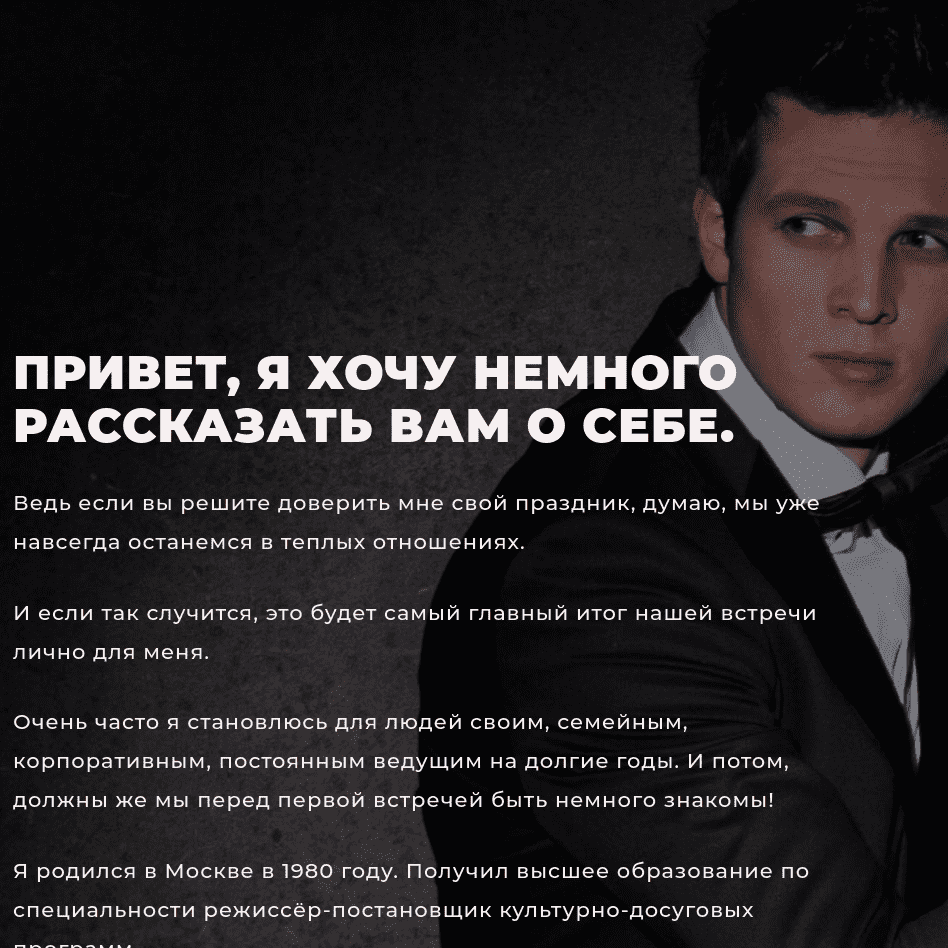 ПРИВЕТ, Я ХОЧУ НЕМНОГО
РАССКАЗАТЬ ВАМ О СЕБЕ.
Ведь если вы решите доверить мне свой праздник, думаю, мы уже
навсегда останемся в теплых отношениях.
И если так случится, это будет самый главный итог нашей встречи
лично для меня.
Очень часто я становлюсь для людей своим, семейным,
корпоративным, постоянным ведущим на долгие годы. И потом,
должны же мы перед первой встречей быть немного знакомы!
Я родился в Москве в 1980 году. Получил высшее образование по
специальности режиссёр-постановщик культурно-досуговых
программ